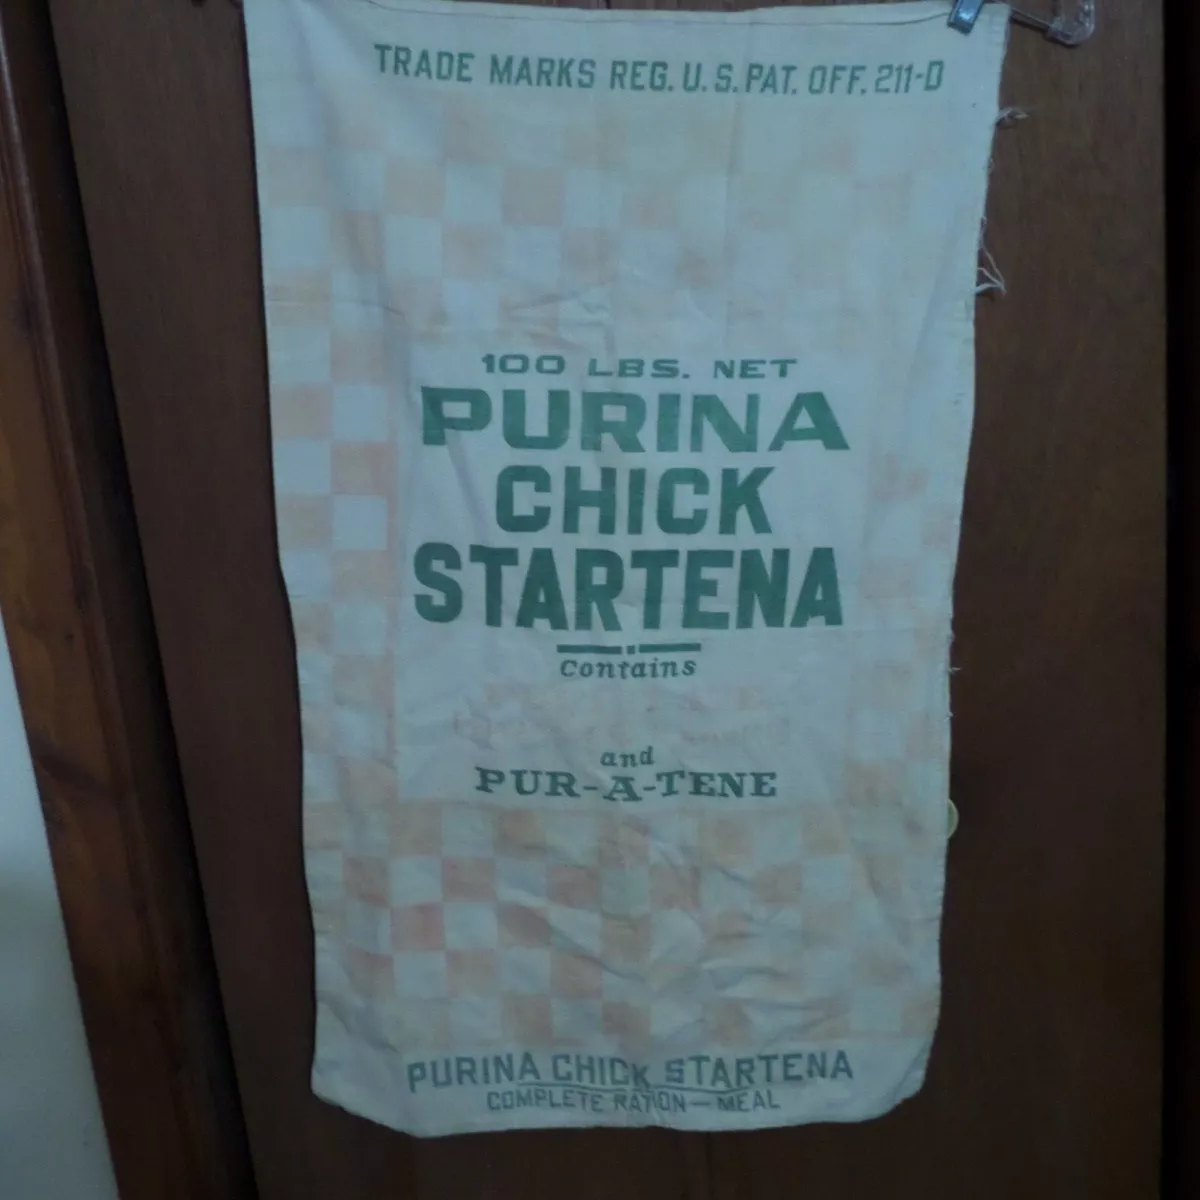 TRADE MARKS REG. U.S. PAT. OFF. 211-D
100 LBS. NET
PURINA
CHICK
STARTENA
Contains
and
PUR-A-TENE
PURINA CHICK STARTENA
COMPLETE RATION—MEAL